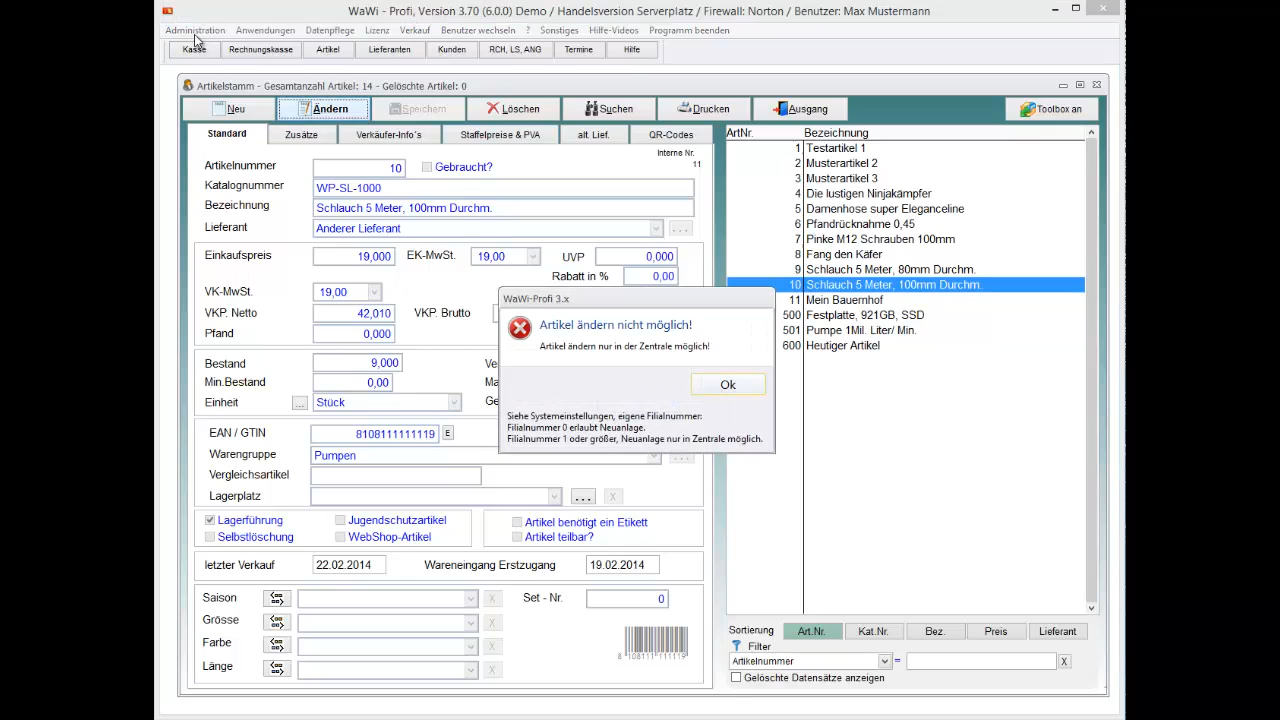 WaWi - Profi, Version 3.70 (6.0.0) Demo / Handelsversion Serverplatz / Firewall: Norton / Benutzer: Max Mustermann
Administration Anwendungen Datenpflege Lizenz Verkauf Benutzer wechseln ? Sonstiges Hilfe-Videos Programm beenden
Kasse Rechnungskasse Artikel Lieferanten Kunden RCH, LS, ANG Termine Hilfe
Artikelstamm - Gesamtanzahl Artikel: 14 - Gelöschte Artikel: 0
Neu Ändern Speichern Löschen Suchen Drucken Ausgang Toolbox an
Standard Zusätze Verkäufer-Info´s Staffelpreise & PVA alt. Lief. QR-Codes
Interne Nr.
11
Artikelnummer 10 Gebraucht?
Katalognummer WP-SL-1000
Bezeichnung Schlauch 5 Meter, 100mm Durchm.
Lieferant Anderer Lieferant ...
Einkaufspreis 19,000 EK-MwSt. 19,00 UVP 0,000
Rabatt in % 0,00
VK-MwSt. 19,00
VKP. Netto 42,010 VKP. Brutto
Pfand 0,000
Bestand 9,000
Min.Bestand 0,00
Einheit ... Stück
EAN / GTIN 8108111111119 E
Warengruppe Pumpen ...
Vergleichsartikel
Lagerplatz ... X
Lagerführung Jugendschutzartikel Artikel benötigt ein Etikett
Selbstlöschung WebShop-Artikel Artikel teilbar?
letzter Verkauf 22.02.2014 Wareneingang Erstzugang 19.02.2014
Saison X Set - Nr. 0
Grösse X
Farbe X
Länge X
8 108111 111119
WaWi-Profi 3.x
Artikel ändern nicht möglich!
Artikel ändern nur in der Zentrale möglich!
Ok
Siehe Systemeinstellungen, eigene Filialnummer:
Filialnummer 0 erlaubt Neuanlage.
Filialnummer 1 oder größer, Neuanlage nur in Zentrale möglich.
ArtNr. Bezeichnung
1 Testartikel 1
2 Musterartikel 2
3 Musterartikel 3
4 Die lustigen Ninjakämpfer
5 Damenhose super Eleganceline
6 Pfandrücknahme 0,45
7 Pinke M12 Schrauben 100mm
8 Fang den Käfer
9 Schlauch 5 Meter, 80mm Durchm.
10 Schlauch 5 Meter, 100mm Durchm.
11 Mein Bauernhof
500 Festplatte, 921GB, SSD
501 Pumpe 1Mil. Liter/ Min.
600 Heutiger Artikel
Sortierung Art.Nr. Kat.Nr. Bez. Preis Lieferant
Filter
Artikelnummer = X
Gelöschte Datensätze anzeigen